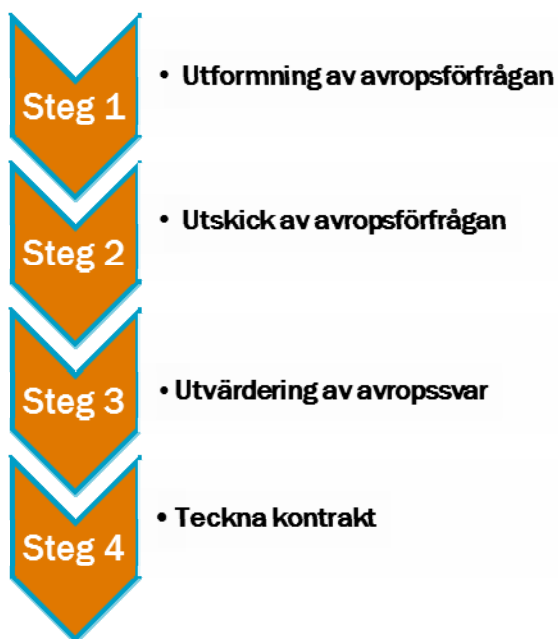 Steg 1
• Utformning av avropsförfrågan
Steg 2
• Utskick av avropsförfrågan
Steg 3
• Utvärdering av avropssvar
Steg 4
• Teckna kontrakt